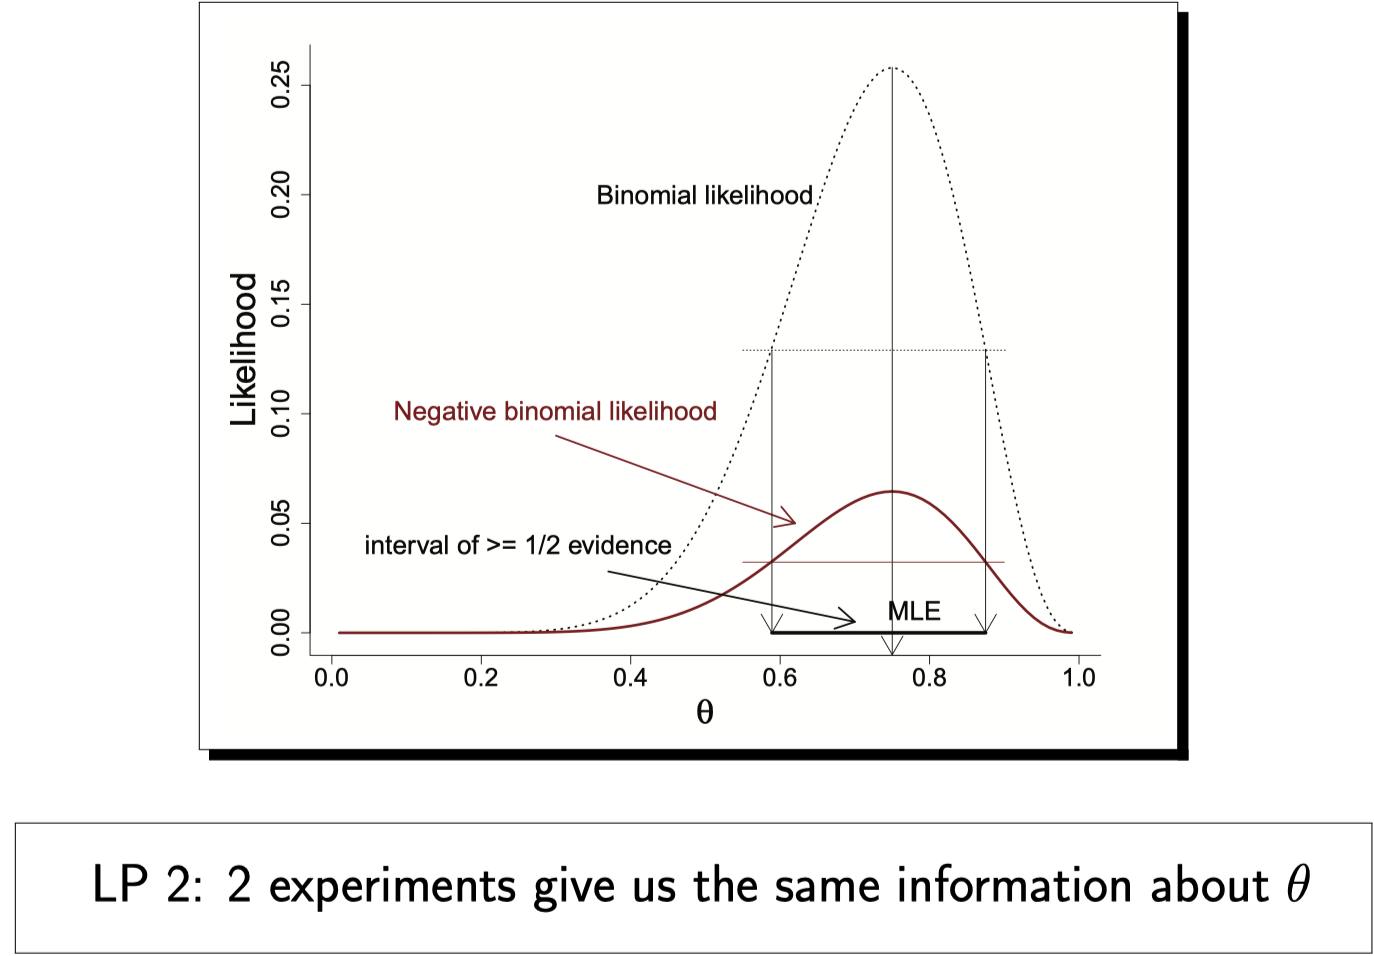 0.25
0.20
0.15
0.10
0.05
0.00
Likelihood
Binomial likelihood
Negative binomial likelihood
interval of >= 1/2 evidence
MLE
0.0 0.2 0.4 0.6 0.8 1.0
θ
LP 2: 2 experiments give us the same information about θ